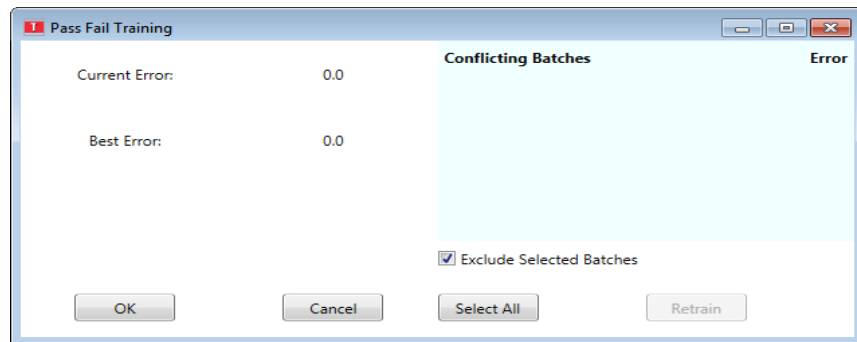 T Pass Fail Training
Conflicting Batches Error
Current Error: 0.0
Best Error: 0.0
Exclude Selected Batches
OK Cancel Select All Retrain